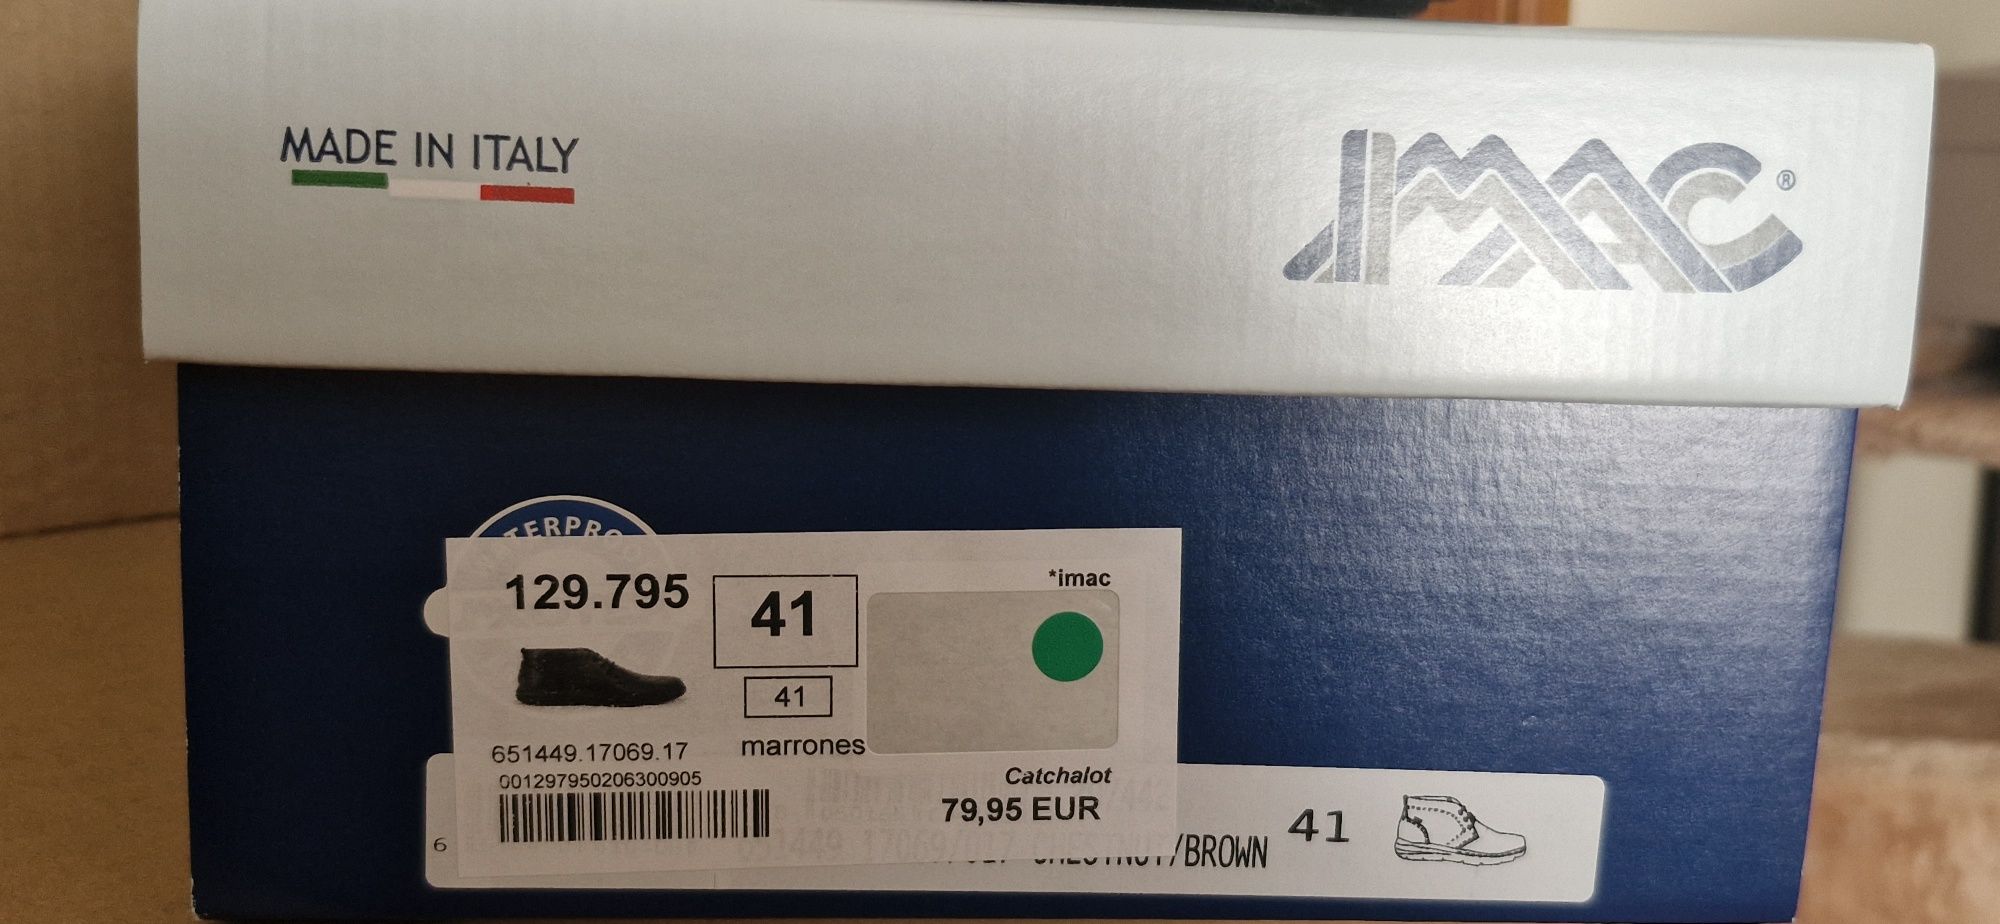 MADE IN ITALY
IMAC®
129.795
41
*imac
41
651449.17069.17
marrones
001297950206300905
Catchalot
79,95 EUR
6
/BROWN
41